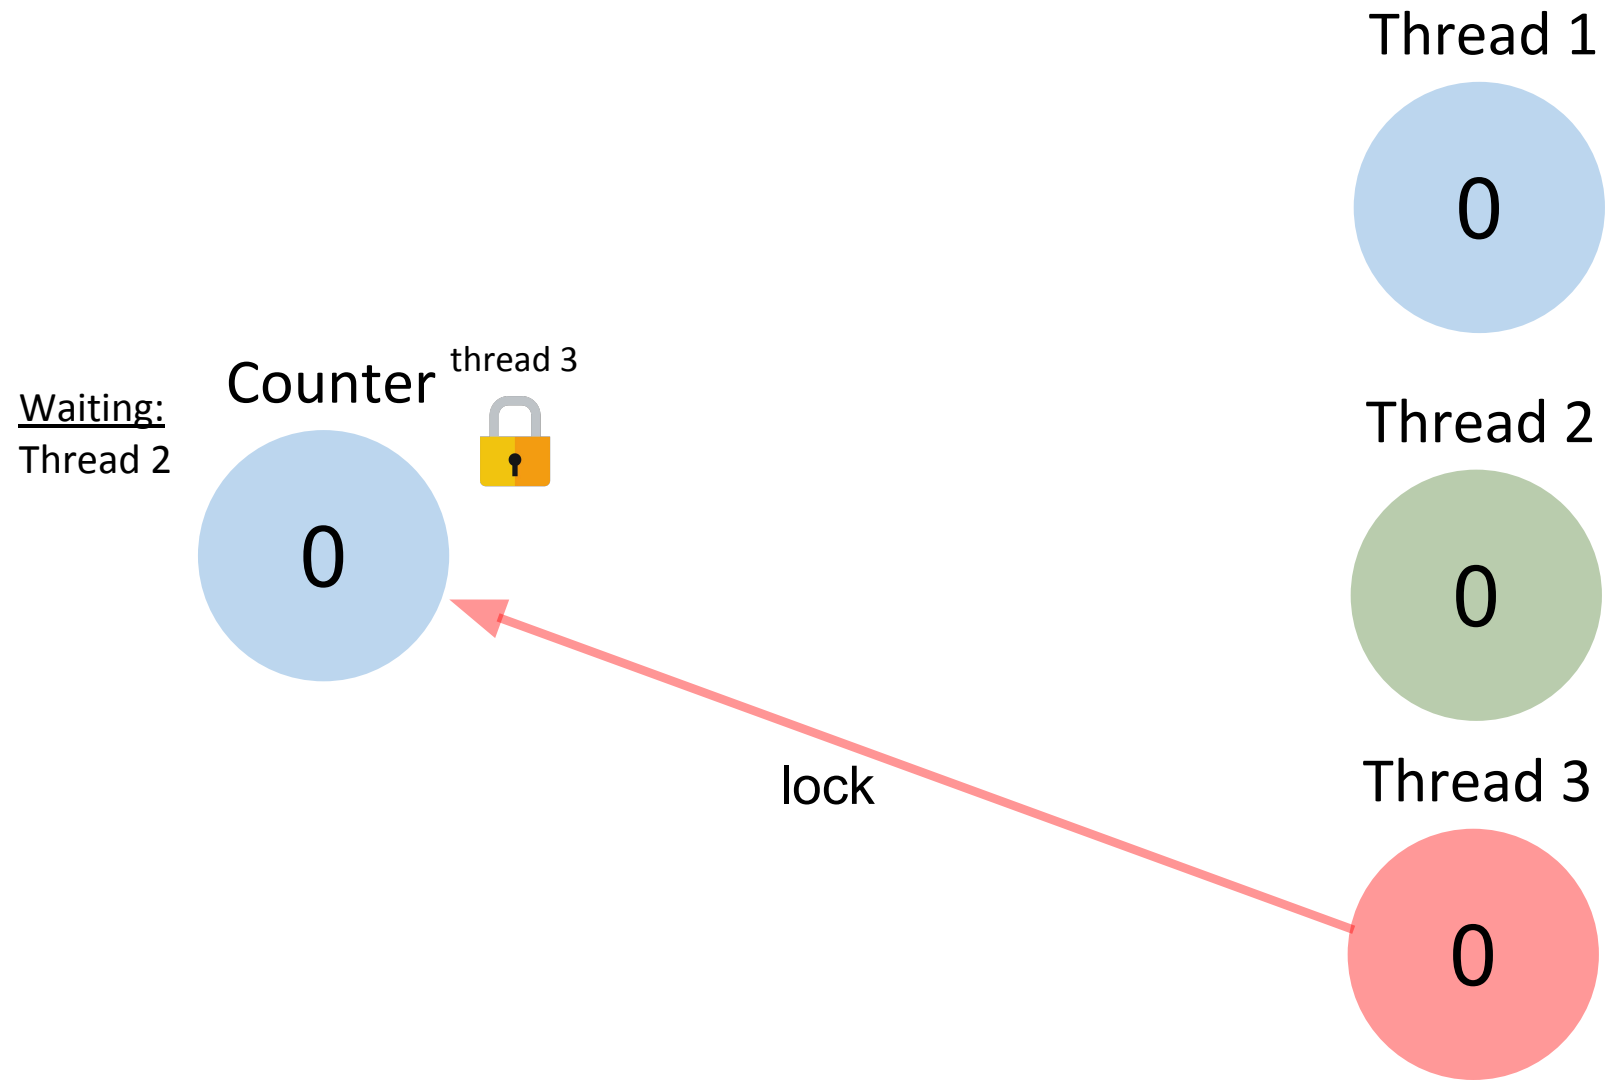 Thread 1
0
thread 3
Counter
Waiting:
Thread 2
0
Thread 2
0
lock
Thread 3
0